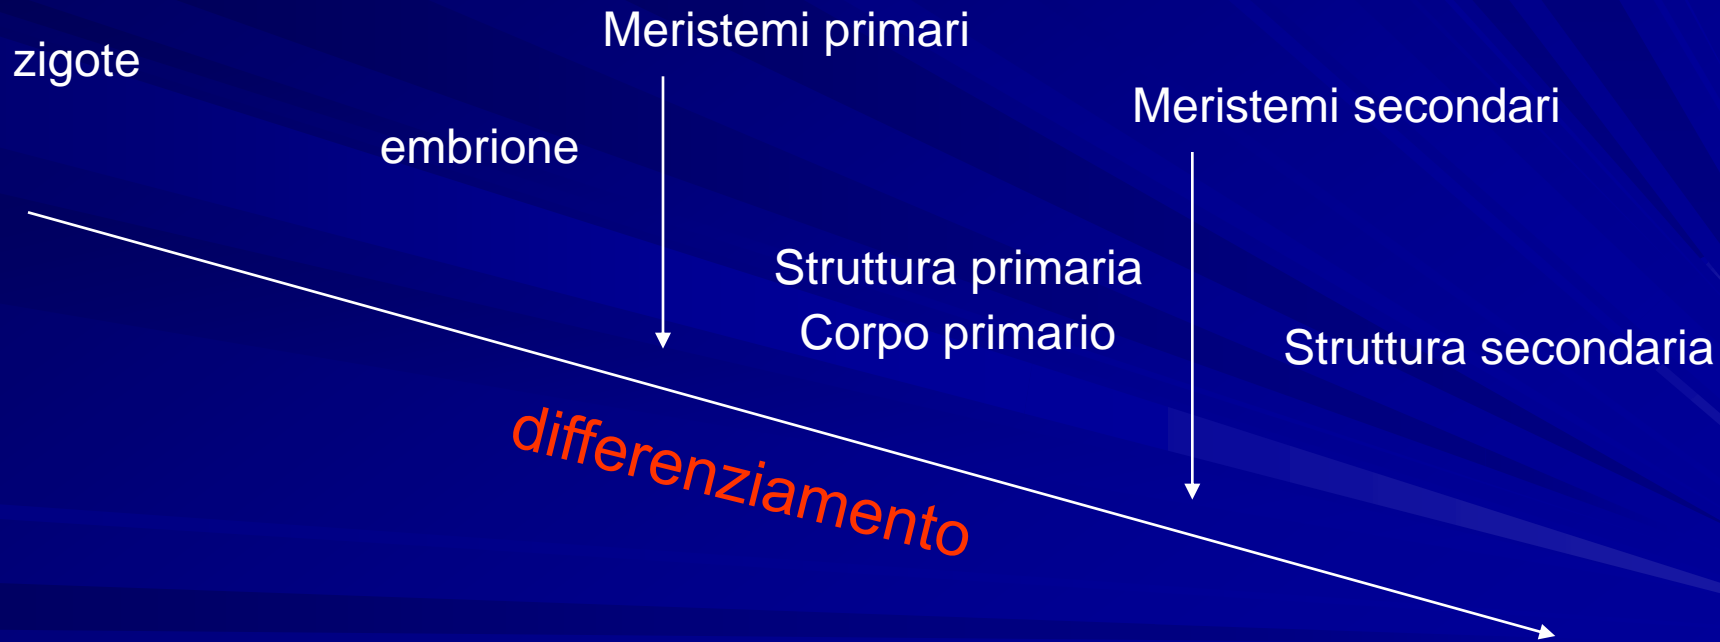 zigote
embrione
Meristemi primari
Struttura primaria
Corpo primario
Meristemi secondari
Struttura secondaria
differenziamento